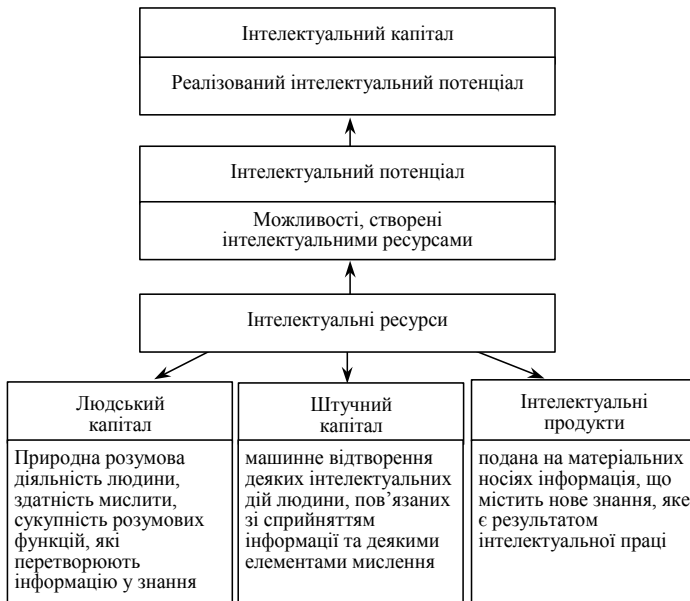 Інтелектуальний капітал
Реалізований інтелектуальний потенціал
Інтелектуальний потенціал
Можливості, створені
інтелектуальними ресурсами
Інтелектуальні ресурси
Людський
капітал
Природна розумова
діяльність людини,
здатність мислити,
сукупність розумових
функцій, які
перетворюють
інформацію у знання
Штучний
капітал
машинне відтворення
деяких інтелектуальних
дій людини, пов’язаних
зі сприйняттям
інформації та деякими
елементами мислення
Інтелектуальні
продукти
подана на матеріальних
носіях інформація, що
містить нове знання, яке
є результатом
інтелектуальної праці